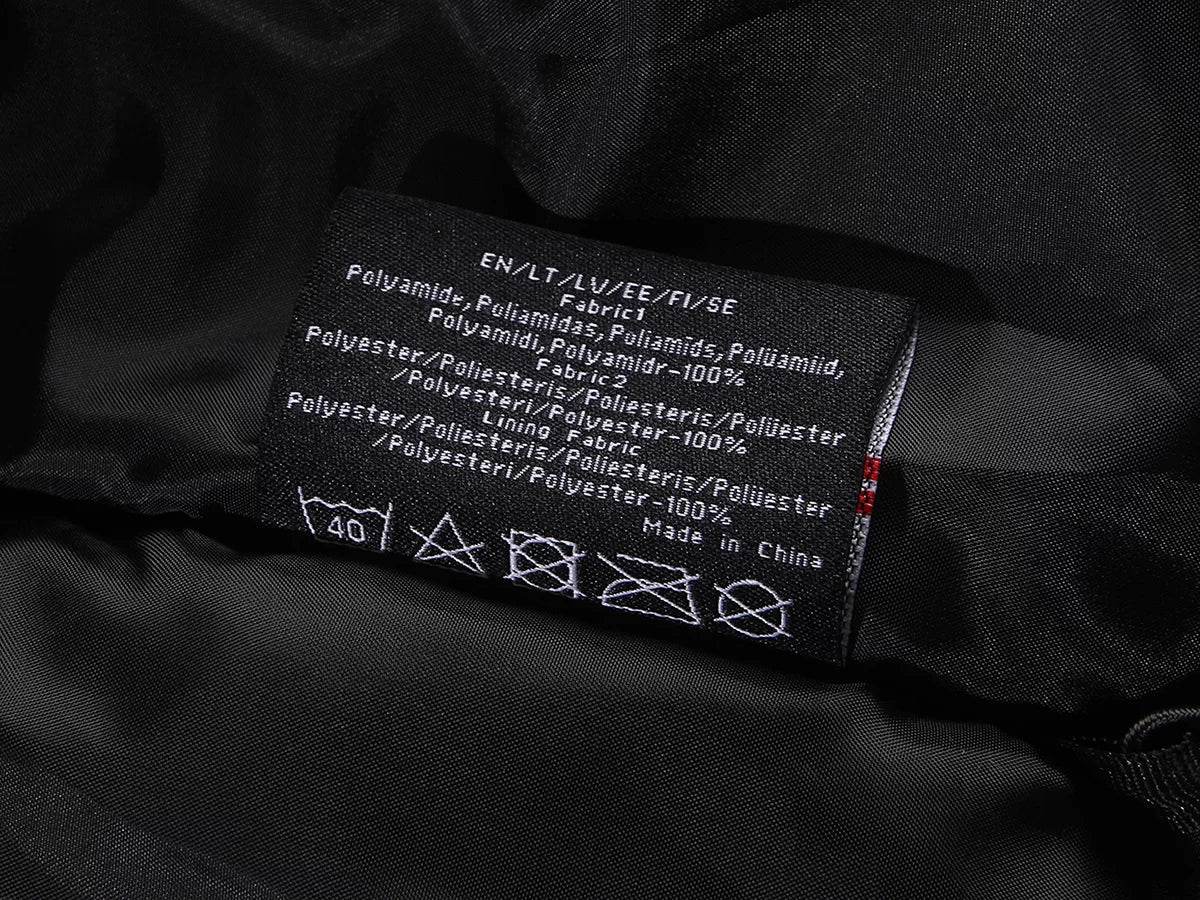 EN/LT/LV/EE/FI/SE
Fabric1
Polyamide, Poliamidas, Poliamids, Polüamiid,
Polyamidi, Polyamidr-100%
Fabric2
Polyester/Poliesteris/Poliesteris/Polüester
/Polyesteri/Polyester-100%
Lining Fabric
Polyester/Poliesteris/Poliesteris/Polüester
/Polyesteri/Polyester-100%
Made in China
40